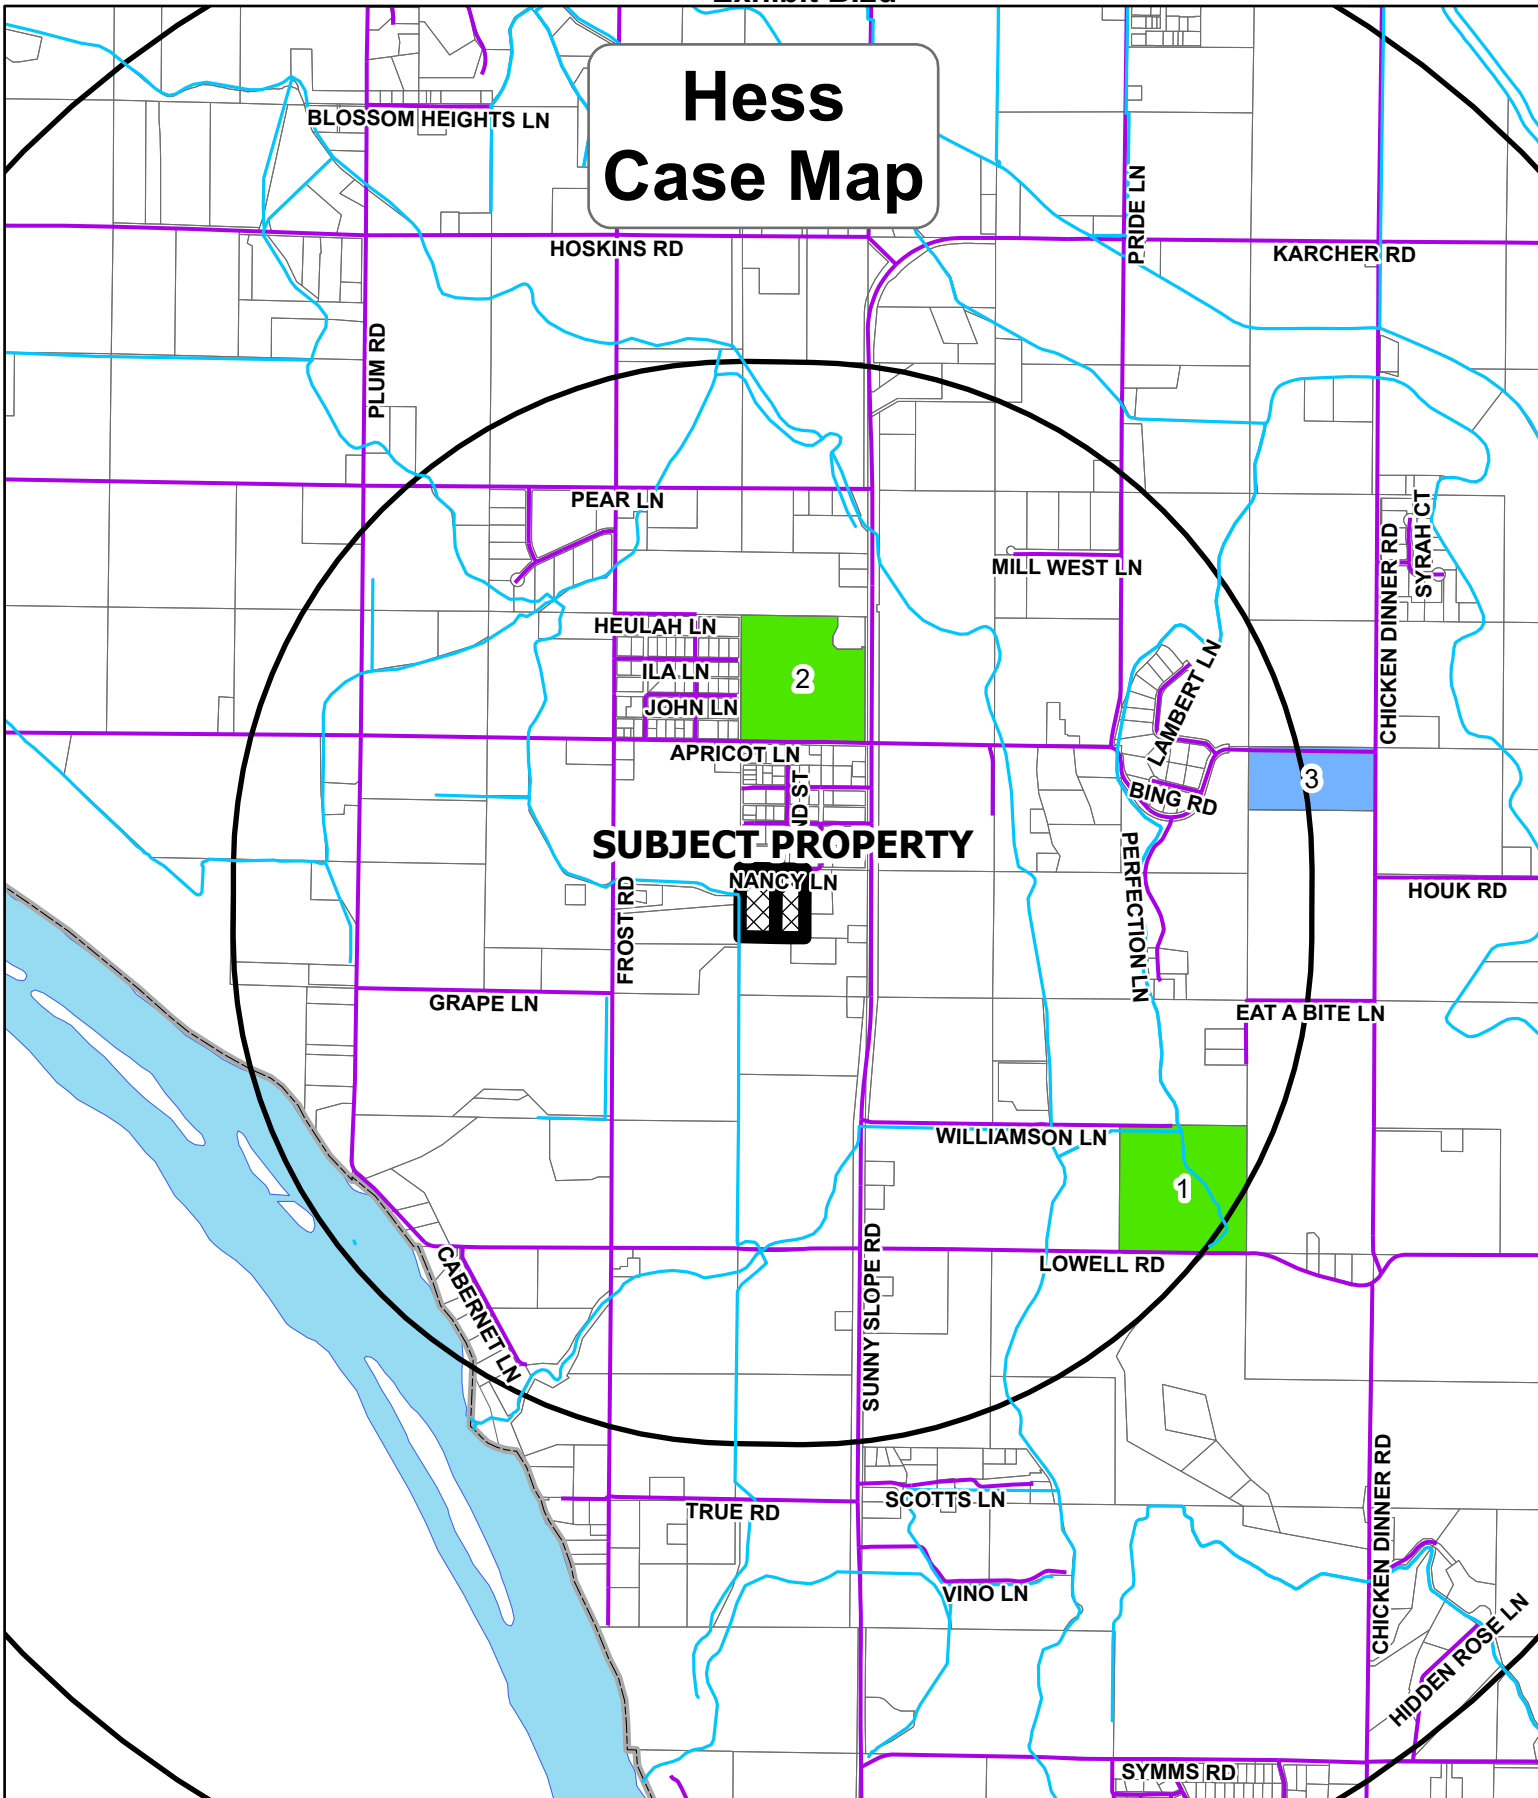 Hess
Case Map
BLOSSOM HEIGHTS LN
PRIDE LN
HOSKINS RD
KARCHER RD
PLUM RD
PEAR LN
SYRAH CT
CHICKEN DINNER RD
MILL WEST LN
HEULAH LN
ILA LN
2
JOHN LN
LAMBERT LN
APRICOT LN
3
ND ST
BING RD
SUBJECT PROPERTY
NANCY LN
PERFECTION LN
HOUK RD
FROST RD
GRAPE LN
EAT A BITE LN
WILLIAMSON LN
1
CABERNET LN
SUNNY SLOPE RD
LOWELL RD
SCOTTS LN
TRUE RD
CHICKEN DINNER RD
VINO LN
HIDDEN ROSE LN
SYMMS RD